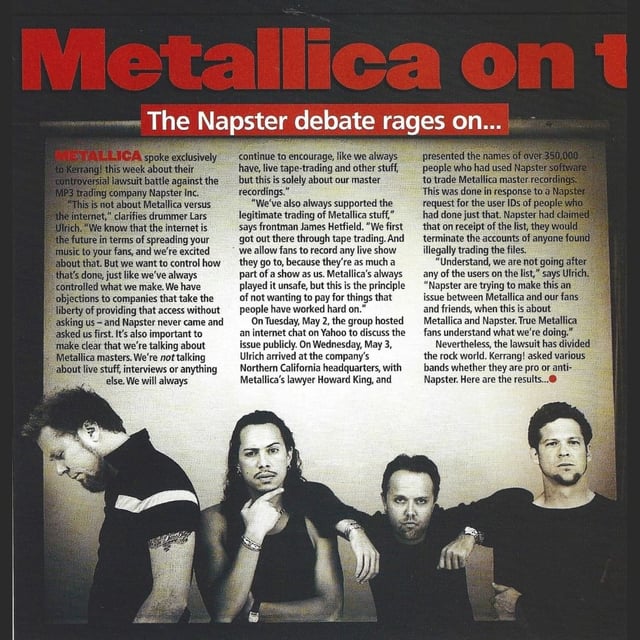 Metallica on t
The Napster debate rages on...
METALLICA spoke exclusively
to Kerrang! this week about their
controversial lawsuit battle against the
MP3 trading company Napster Inc.
"This is not about Metallica versus
the internet," clarifies drummer Lars
Ulrich. "We know that the internet is
the future in terms of spreading your
music to your fans, and we're excited
about that. But we want to control how
that's done, just like we've always
controlled what we make. We have
objections to companies that take the
liberty of providing that access without
asking us – and Napster never came and
asked us first. It's also important to
make clear that we're talking about
Metallica masters. We're not talking
about live stuff, interviews or anything
else. We will always
continue to encourage, like we always
have, live tape-trading and other stuff,
but this is solely about our master
recordings."
"We've also always supported the
legitimate trading of Metallica stuff,"
says frontman James Hetfield. "We first
got out there through tape trading. And
we allow fans to record any live show
they go to, because they're as much a
part of a show as us. Metallica's always
played it unsafe, but this is the principle
of not wanting to pay for things that
people have worked hard on."
On Tuesday, May 2, the group hosted
an internet chat on Yahoo to discuss the
issue publicly. On Wednesday, May 3,
Ulrich arrived at the company's
Northern California headquarters, with
Metallica's lawyer Howard King, and
presented the names of over 350,000
people who had used Napster software
to trade Metallica master recordings.
This was done in response to a Napster
request for the user IDs of people who
had done just that. Napster had claimed
that on receipt of the list, they would
terminate the accounts of anyone found
illegally trading the files.
"Understand, we are not going after
any of the users on the list," says Ulrich.
"Napster are trying to make this an
issue between Metallica and our fans
and friends, when this is about
Metallica and Napster. True Metallica
fans understand what we're doing."
Nevertheless, the lawsuit has divided
the rock world. Kerrang! asked various
bands whether they are pro or anti-
Napster. Here are the results...